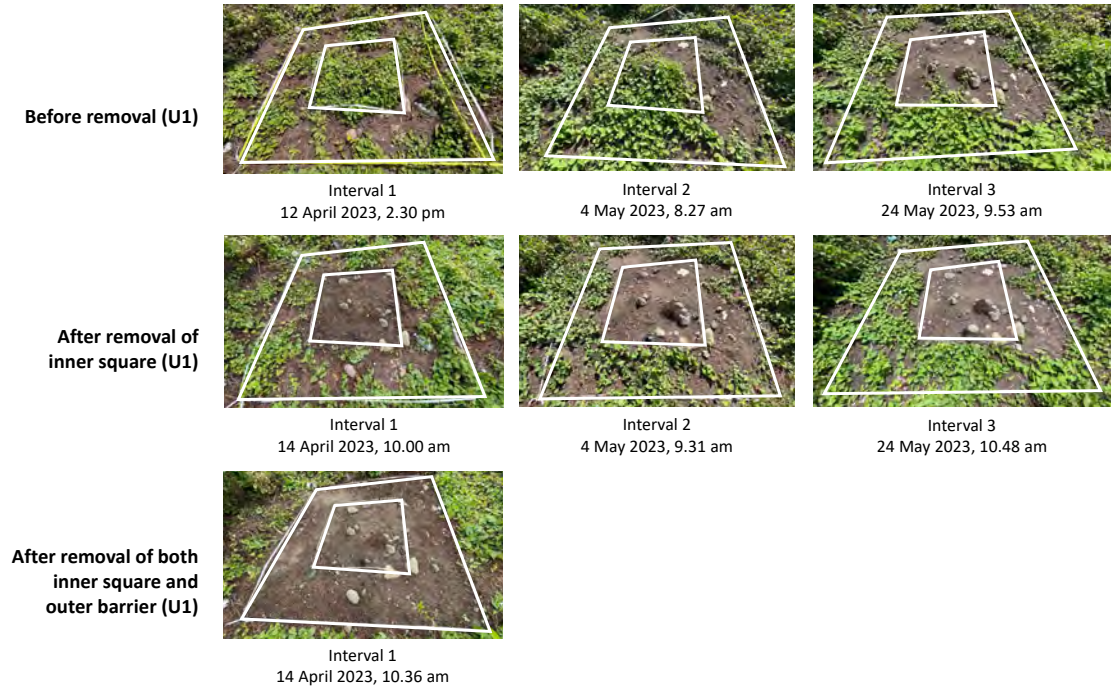 Before removal (U1)
Interval 1
12 April 2023, 2.30 pm
Interval 2
4 May 2023, 8.27 am
Interval 3
24 May 2023, 9.53 am
After removal of
inner square (U1)
Interval 1
14 April 2023, 10.00 am
Interval 2
4 May 2023, 9.31 am
Interval 3
24 May 2023, 10.48 am
After removal of both
inner square and
outer barrier (U1)
Interval 1
14 April 2023, 10.36 am